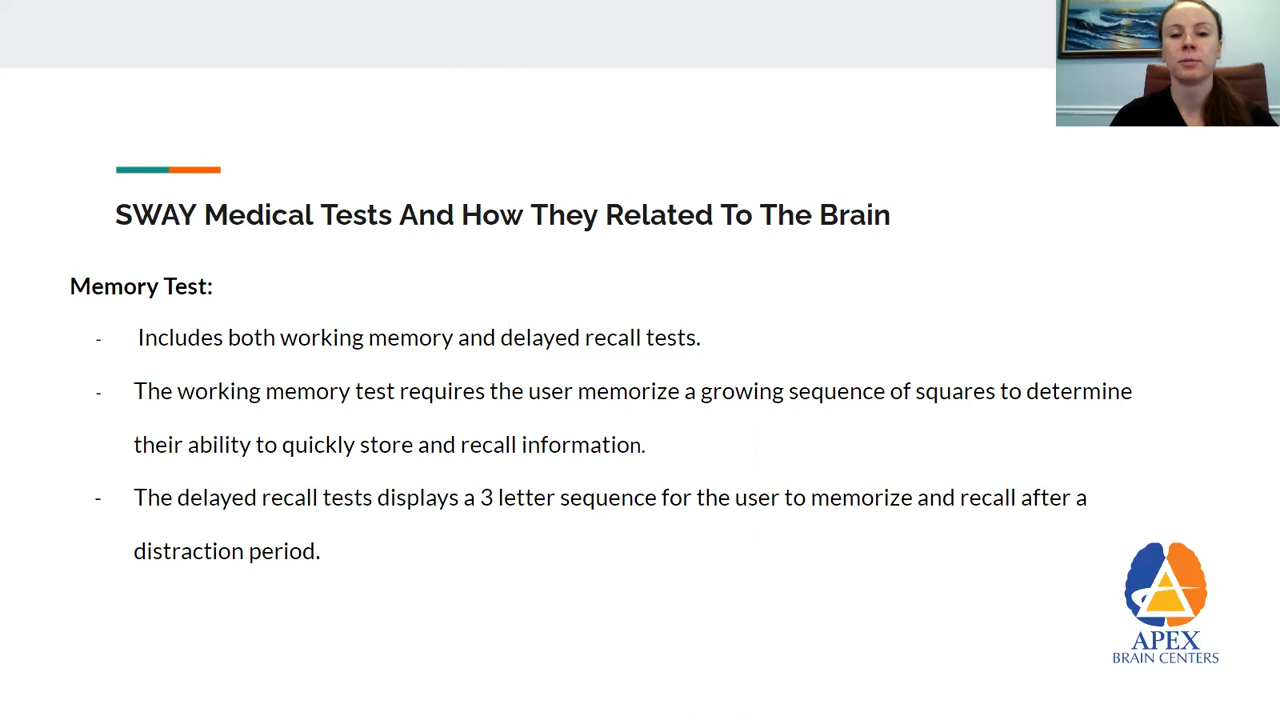 SWAY Medical Tests And How They Related To The Brain
Memory Test:
- Includes both working memory and delayed recall tests.
- The working memory test requires the user memorize a growing sequence of squares to determine
their ability to quickly store and recall information.
- The delayed recall tests displays a 3 letter sequence for the user to memorize and recall after a
distraction period.
APEX
BRAIN CENTERS